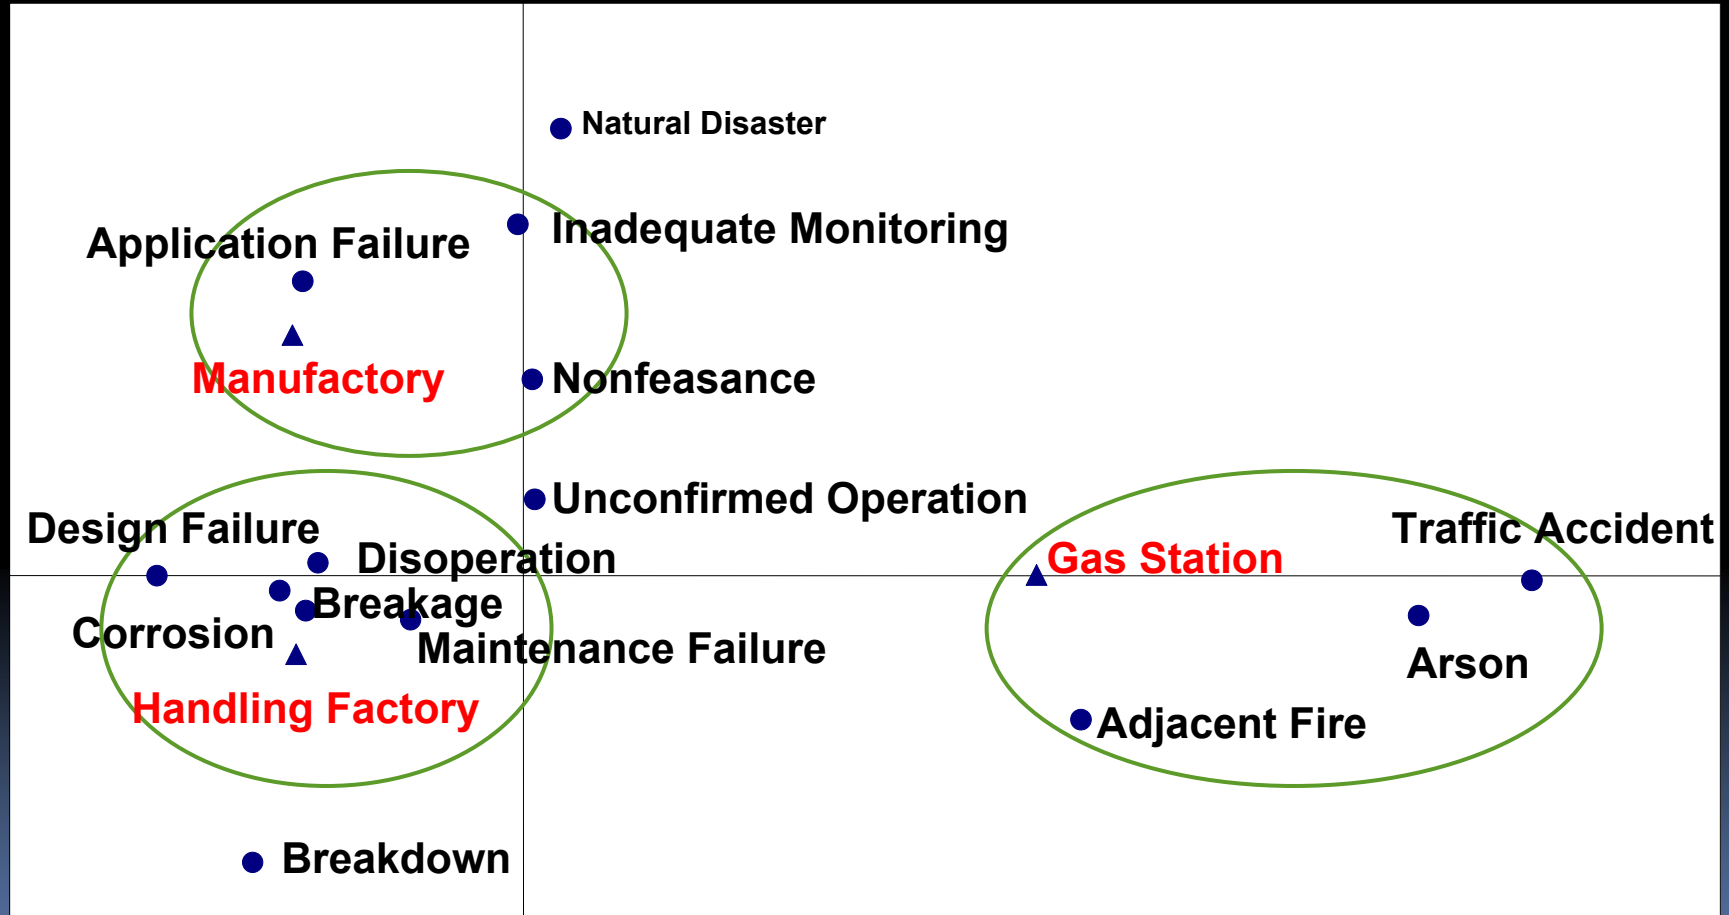 Natural Disaster
Inadequate Monitoring
Application Failure
Manufactory
Nonfeasance
Unconfirmed Operation
Design Failure
Disoperation
Breakage
Corrosion
Maintenance Failure
Handling Factory
Breakdown
Traffic Accident
Gas Station
Arson
Adjacent Fire